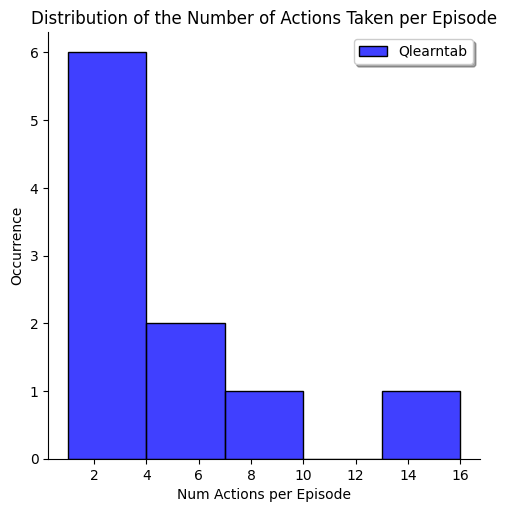 Distribution of the Number of Actions Taken per Episode
Qlearntab
6
5
4
3
2
1
0
Occurrence
2 4 6 8 10 12 14 16
Num Actions per Episode